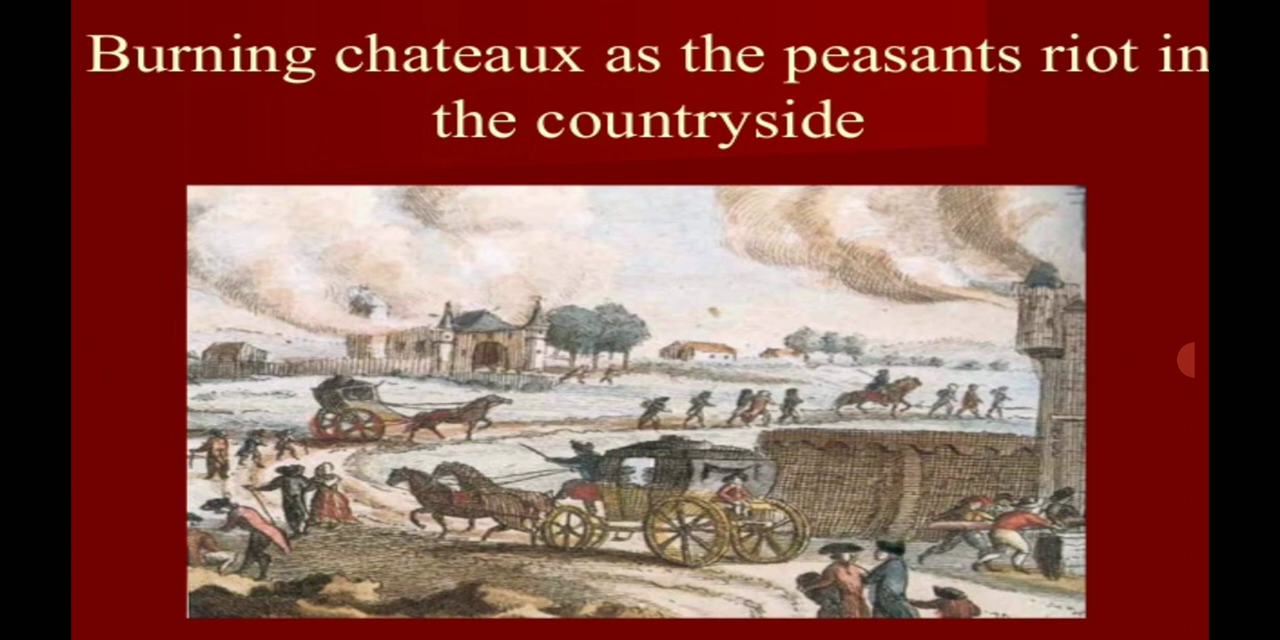 Burning chateaux as the peasants riot in
the countryside